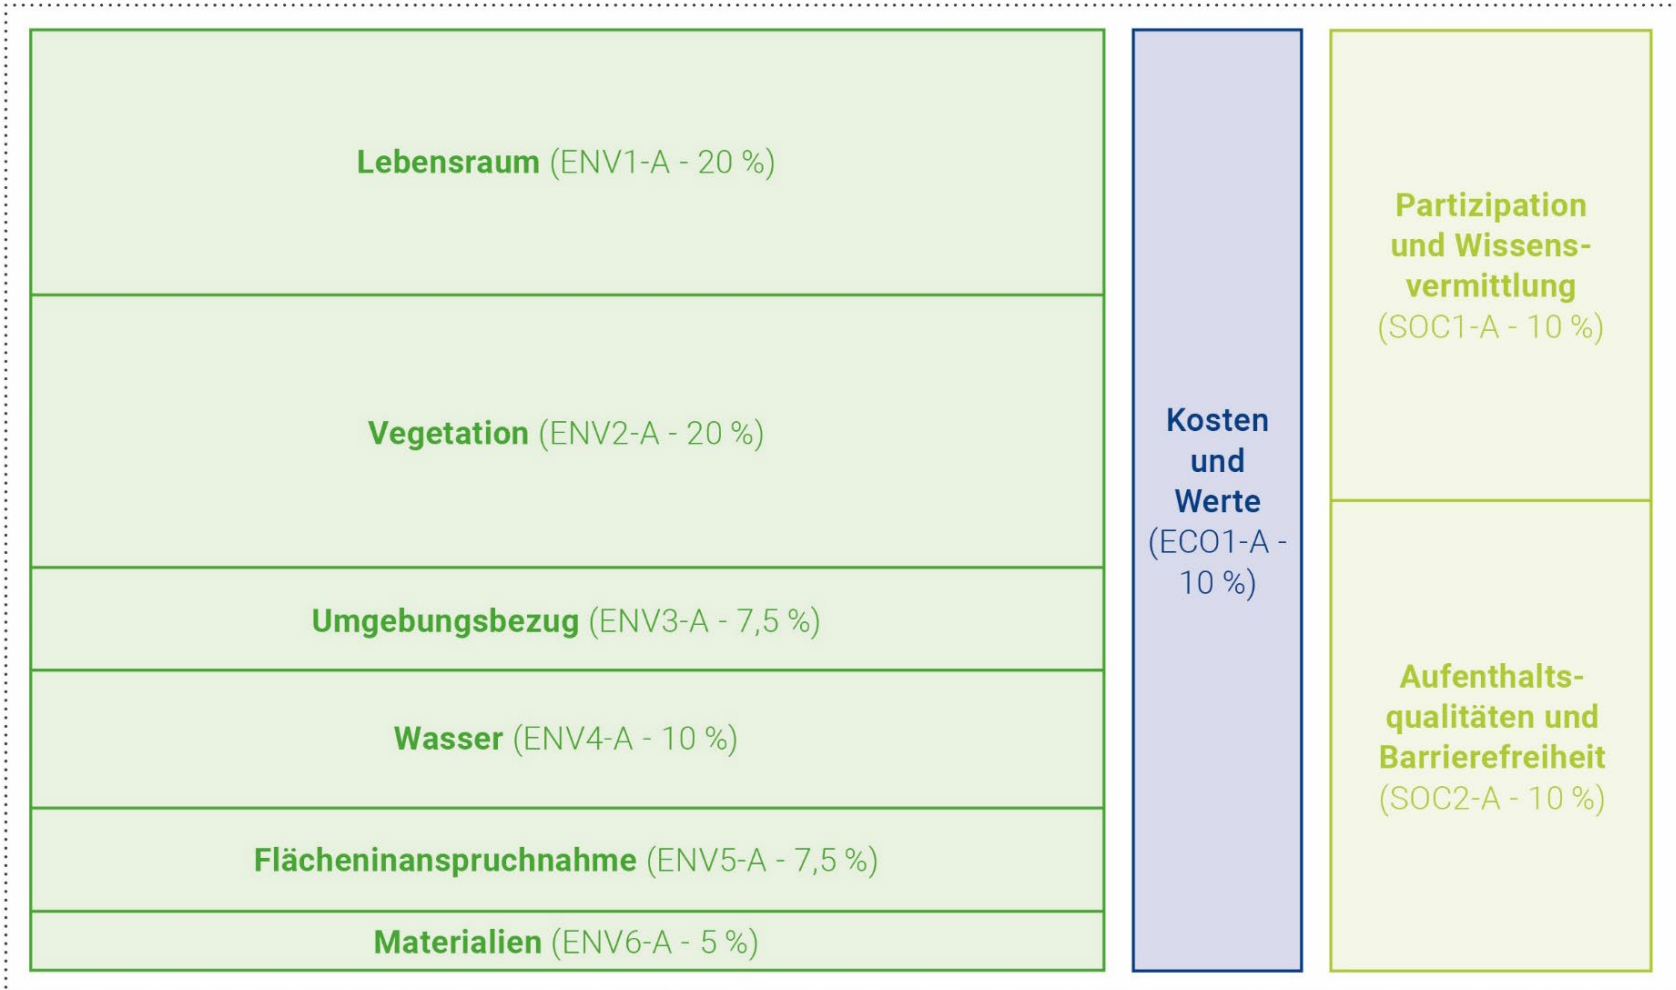 Lebensraum (ENV1-A - 20 %)
Vegetation (ENV2-A - 20 %)
Umgebungsbezug (ENV3-A - 7,5 %)
Wasser (ENV4-A - 10 %)
Flächeninanspruchnahme (ENV5-A - 7,5 %)
Materialien (ENV6-A - 5 %)
Kosten
und
Werte
(ECO1-A -
10 %)
Partizipation
und Wissens-
vermittlung
(SOC1-A - 10 %)
Aufenthalts-
qualitäten und
Barrierefreiheit
(SOC2-A - 10 %)